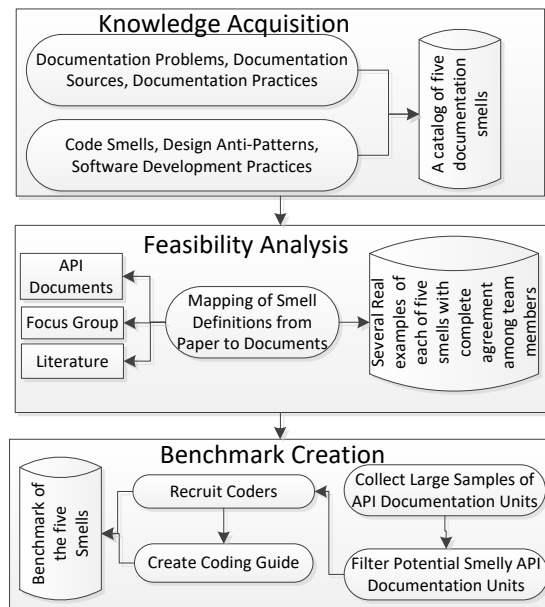 Knowledge Acquisition
Documentation Problems, Documentation
Sources, Documentation Practices
Code Smells, Design Anti-Patterns,
Software Development Practices
A catalog of five
documentation
smells
Feasibility Analysis
API
Documents
Focus Group
Literature
Mapping of Smell
Definitions from
Paper to Documents
Several Real
examples of
each of five
smells with
complete
agreement
among team
members
Benchmark Creation
Benchmark of
the five
Smells
Recruit Coders
Create Coding Guide
Collect Large Samples of
API Documentation Units
Filter Potential Smelly API
Documentation Units